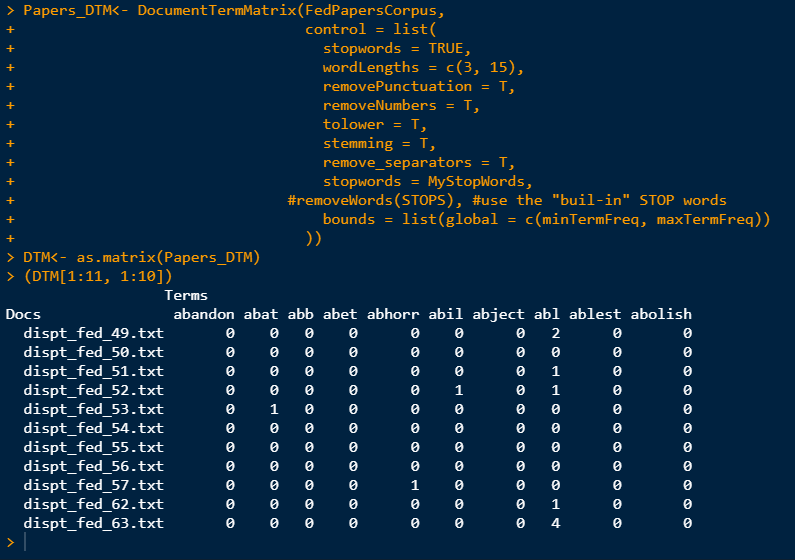 > Papers_DTM<- DocumentTermMatrix(FedPapersCorpus,
+                                 control = list(
+                                   stopwords = TRUE,
+                                   wordLengths = c(3, 15),
+                                   removePunctuation = T,
+                                   removeNumbers = T,
+                                   tolower = T,
+                                   stemming = T,
+                                   remove_separators = T,
+                                   stopwords = MyStopWords,
+                               #removeWords(STOPS), #use the "buil-in" STOP words
+                                   bounds = list(global = c(minTermFreq, maxTermFreq))
+                                 ))
> DTM<- as.matrix(Papers_DTM)
> (DTM[1:11, 1:10])
                  Terms
Docs               abandon abat abb abet abhorr abil abject abl ablest abolish
  dispt_fed_49.txt       0    0   0    0      0    0      0   2      0       0
  dispt_fed_50.txt       0    0   0    0      0    0      0   0      0       0
  dispt_fed_51.txt       0    0   0    0      0    0      0   1      0       0
  dispt_fed_52.txt       0    0   0    0      0    1      0   1      0       0
  dispt_fed_53.txt       0    1   0    0      0    0      0   0      0       0
  dispt_fed_54.txt       0    0   0    0      0    0      0   0      0       0
  dispt_fed_55.txt       0    0   0    0      0    0      0   0      0       0
  dispt_fed_56.txt       0    0   0    0      0    0      0   0      0       0
  dispt_fed_57.txt       0    0   0    0      1    0      0   0      0       0
  dispt_fed_62.txt       0    0   0    0      0    0      0   1      0       0
  dispt_fed_63.txt       0    0   0    0      0    0      0   4      0       0
>